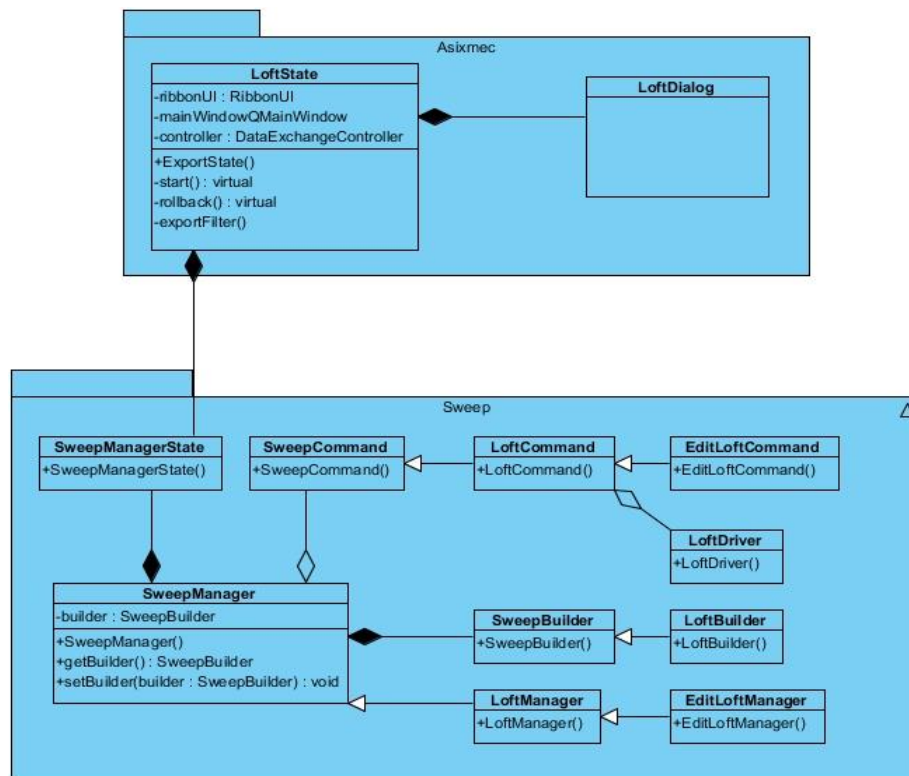 Asixmec
LoftState
-ribbonUI : RibbonUI
-mainWindowQMainWindow
-controller : DataExchangeController
+ExportState()
-start() : virtual
-rollback() : virtual
-exportFilter()
LoftDialog
Sweep
SweepManagerState
+SweepManagerState()
SweepCommand
+SweepCommand()
LoftCommand
+LoftCommand()
EditLoftCommand
+EditLoftCommand()
LoftDriver
+LoftDriver()
SweepManager
-builder : SweepBuilder
+SweepManager()
+getBuilder() : SweepBuilder
+setBuilder(builder : SweepBuilder) : void
SweepBuilder
+SweepBuilder()
LoftBuilder
+LoftBuilder()
LoftManager
+LoftManager()
EditLoftManager
+EditLoftManager()